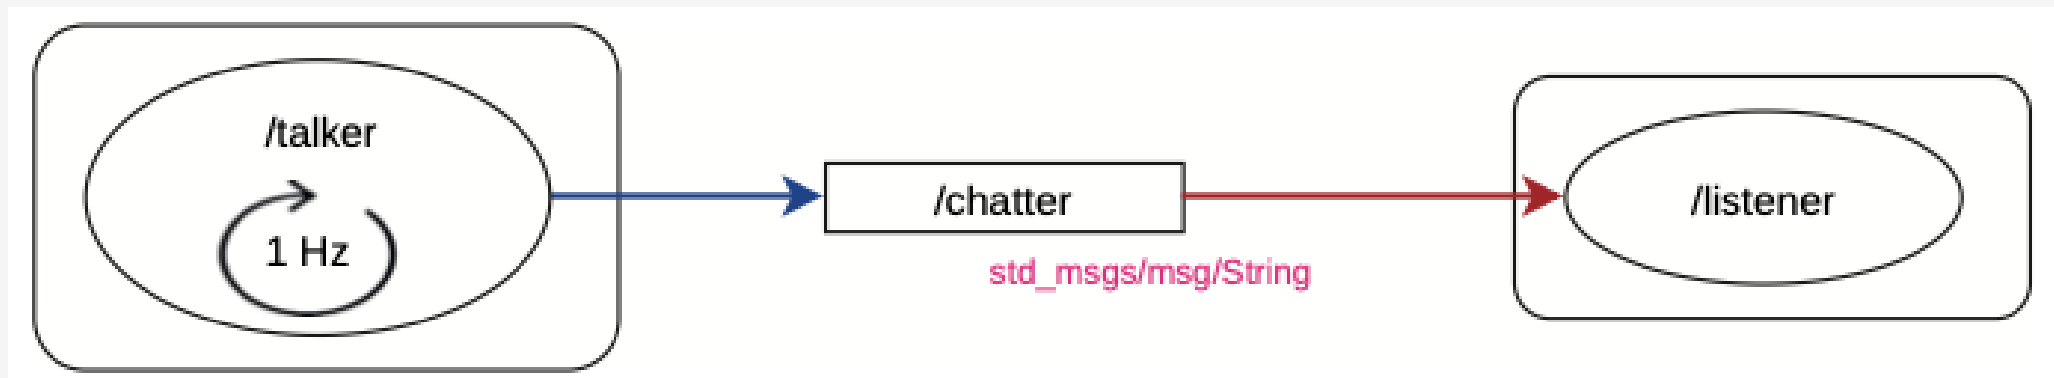 /talker
1 Hz
/chatter
std_msgs/msg/String
/listener